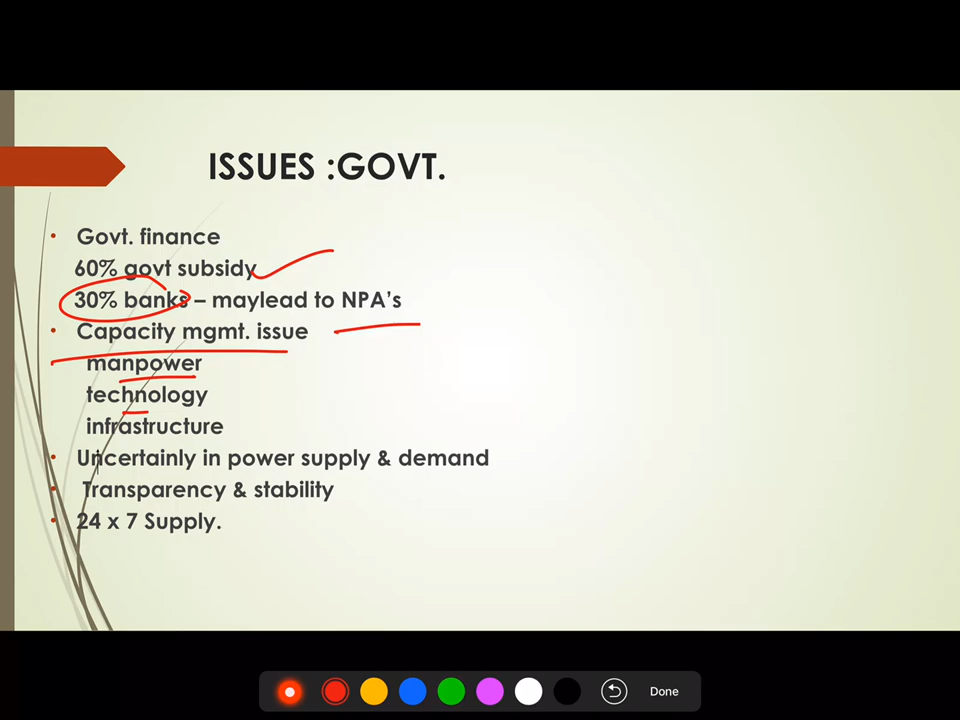 ISSUES :GOVT.
• Govt. finance
60% govt subsidy
30% banks – maylead to NPA's
• Capacity mgmt. issue
manpower
technology
infrastructure
• Uncertainly in power supply & demand
• Transparency & stability
• 24 x 7 Supply.
Done